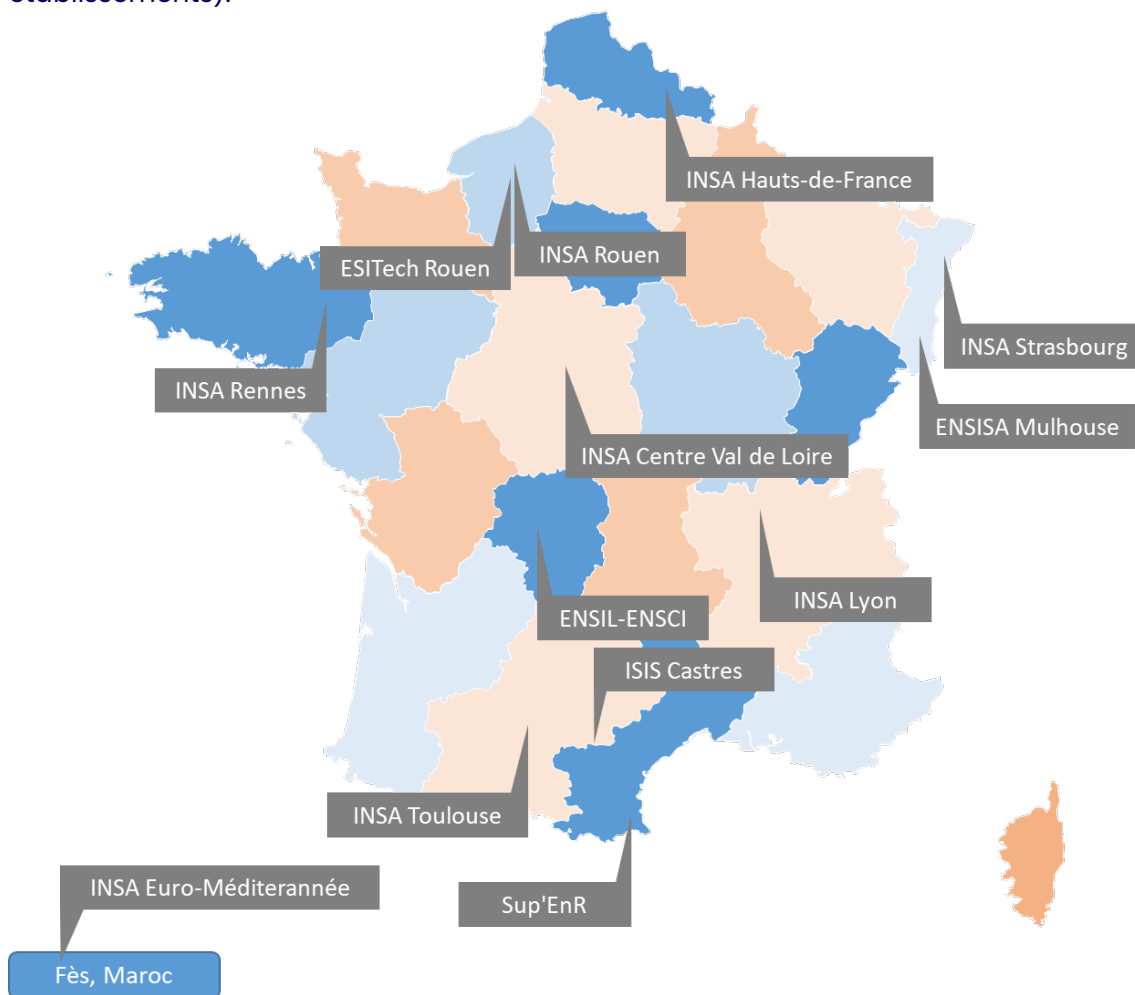 établissements).
INSA Hauts-de-France
ESITech Rouen
INSA Rouen
INSA Strasbourg
INSA Rennes
ENSISA Mulhouse
INSA Centre Val de Loire
INSA Lyon
ENSIL-ENSCI
ISIS Castres
INSA Toulouse
INSA Euro-Méditerannée
Sup'EnR
Fès, Maroc